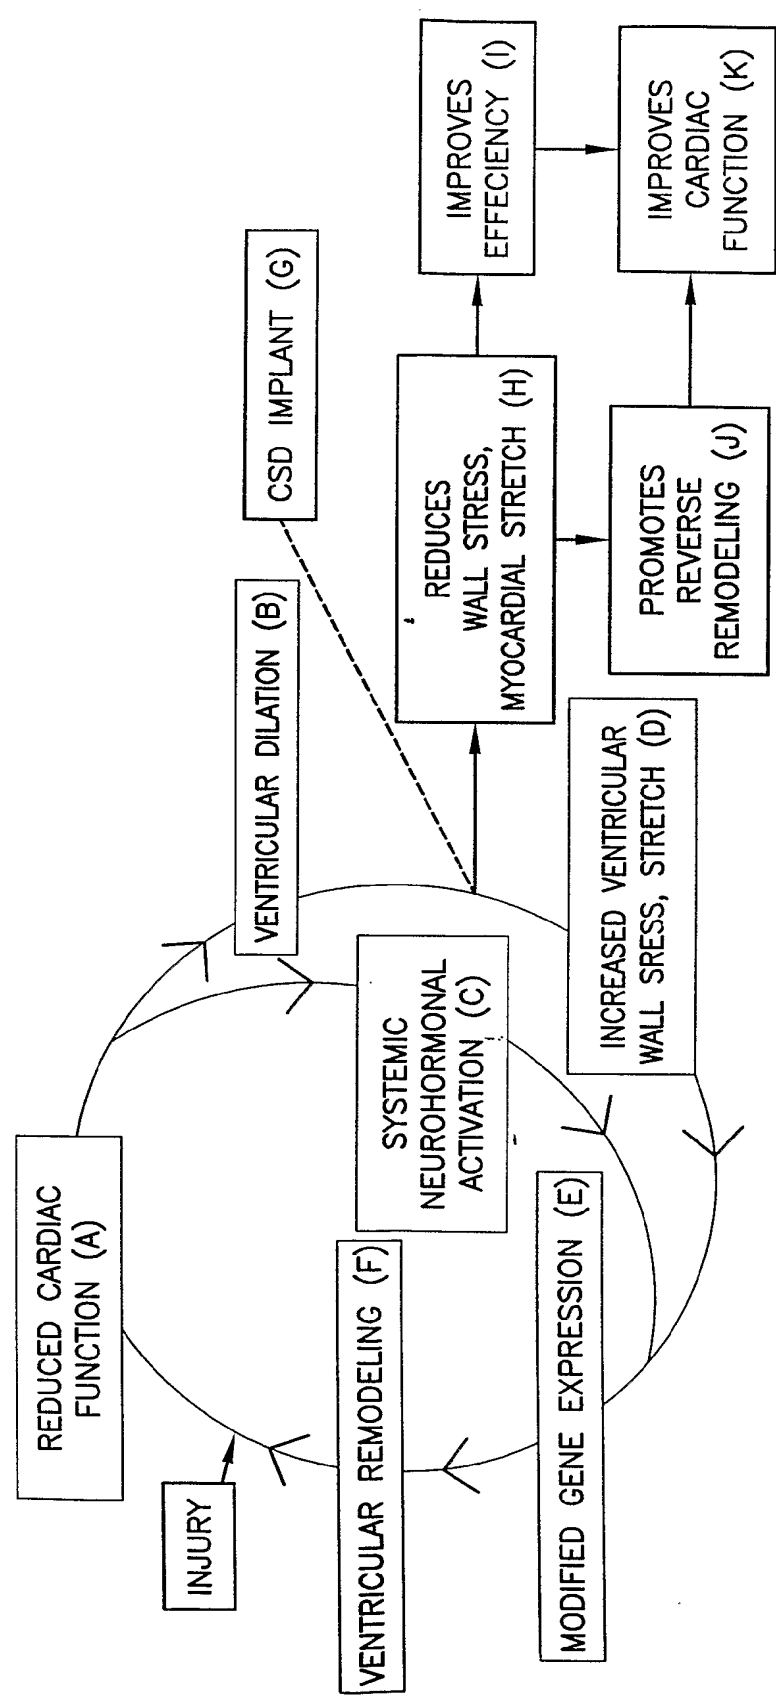 REDUCED CARDIAC
FUNCTION (A)
INJURY
VENTRICULAR DILATION (B)
CSD IMPLANT (G)
SYSTEMIC
NEUROHORMONAL
ACTIVATION (C)
VENTRICULAR REMODELING (F)
REDUCES
WALL STRESS,
MYOCARDIAL STRETCH (H)
IMPROVES
EFFECIENCY (I)
MODIFIED GENE EXPRESSION (E)
INCREASED VENTRICULAR
WALL SRESS, STRETCH (D)
PROMOTES
REVERSE
REMODELING (J)
IMPROVES
CARDIAC
FUNCTION (K)